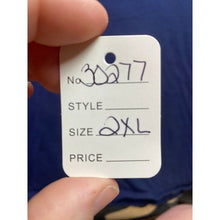 No. 30277
STYLE
SIZE 2XL
PRICE